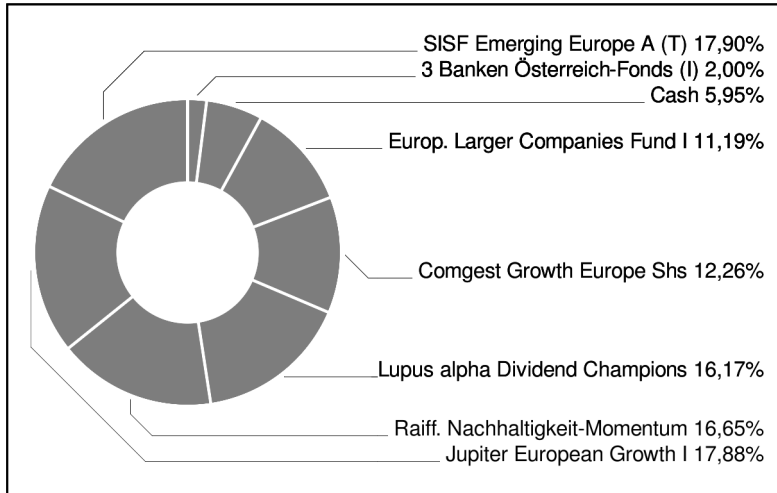 SISF Emerging Europe A (T) 17,90%
3 Banken Österreich-Fonds (I) 2,00%
Cash 5,95%
Europ. Larger Companies Fund I 11,19%
Comgest Growth Europe Shs 12,26%
Lupus alpha Dividend Champions 16,17%
Raiff. Nachhaltigkeit-Momentum 16,65%
Jupiter European Growth I 17,88%